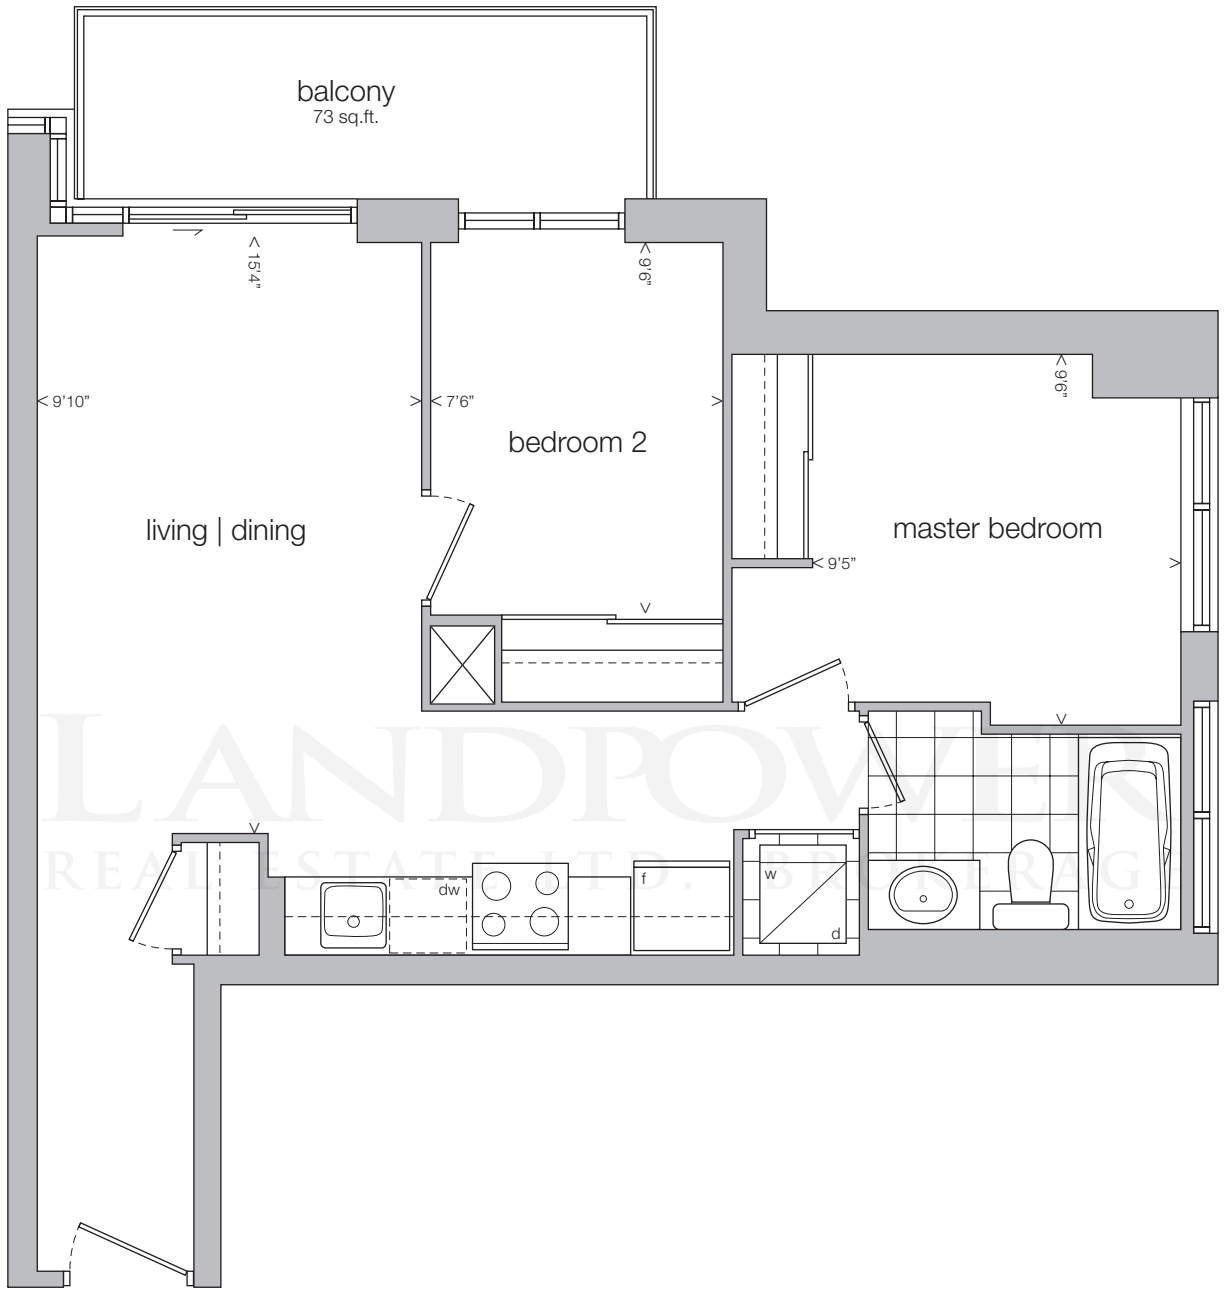 balcony
73 sq.ft.
15'4"
9'6"
9'6"
9'10"
7'6"
bedroom 2
living | dining
master bedroom
9'5"
LANDPOWER
REAL ESTATE LTD. BROKERAGE
dw
f
w
d